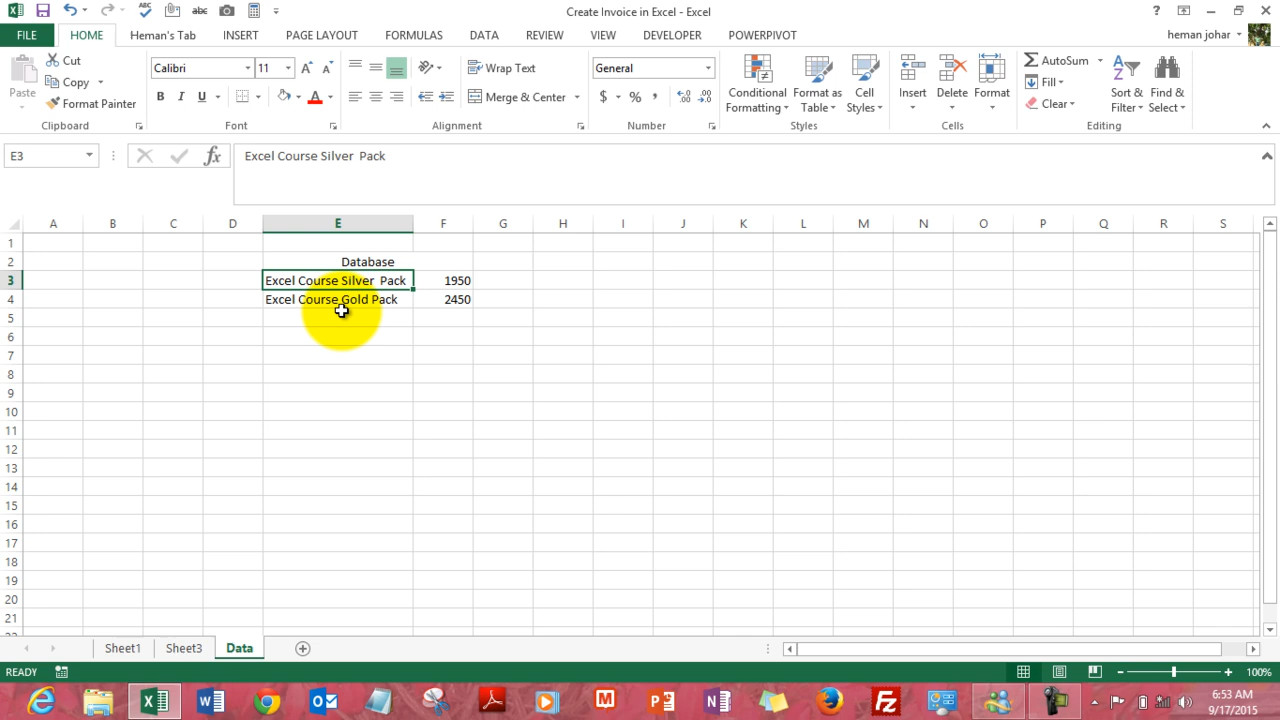 Create Invoice in Excel - Excel
?
FILE HOME Heman's Tab INSERT PAGE LAYOUT FORMULAS DATA REVIEW VIEW DEVELOPER POWERPIVOT heman johar
Paste Cut Copy Format Painter
Clipboard
Calibri 11
B I U A
Font
Wrap Text
Merge & Center
Alignment
General
$ % ,
Number
Conditional Formatting Format as Table Cell Styles
Styles
Insert Delete Format
Cells
AutoSum Fill Clear
Sort & Filter Find & Select
Editing
E3 fx Excel Course Silver  Pack
A B C D E F G H I J K L M N O P Q R S
1
2 Database
3 Excel Course Silver  Pack 1950
4 Excel Course Gold Pack 2450
5
6
7
8
9
10
11
12
13
14
15
16
17
18
19
20
21
Sheet1 Sheet3 Data
READY 100%
6:53 AM
9/17/2015